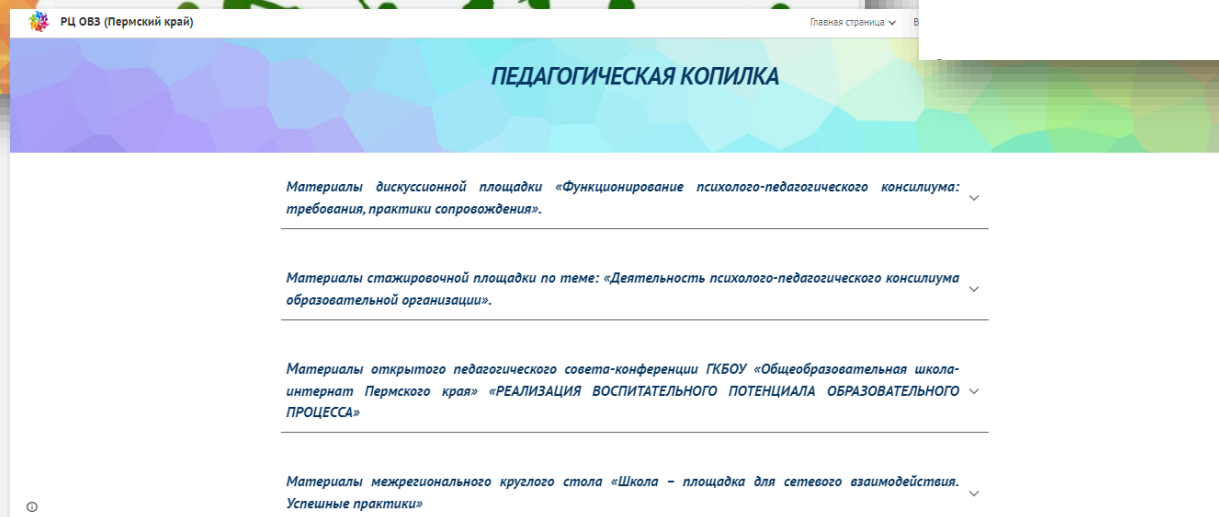 РЦ ОВЗ (Пермский край)
Главная страница
В
ПЕДАГОГИЧЕСКАЯ КОПИЛКА
Материалы дискуссионной площадки «Функционирование психолого-педагогического консилиума:
требования, практики сопровождения».
Материалы стажировочной площадки по теме: «Деятельность психолого-педагогического консилиума
образовательной организации».
Материалы открытого педагогического совета-конференции ГКБОУ «Общеобразовательная школа-
интернат Пермского края» «РЕАЛИЗАЦИЯ ВОСПИТАТЕЛЬНОГО ПОТЕНЦИАЛА ОБРАЗОВАТЕЛЬНОГО
ПРОЦЕССА»
Материалы межрегионального круглого стола «Школа – площадка для сетевого взаимодействия.
Успешные практики»